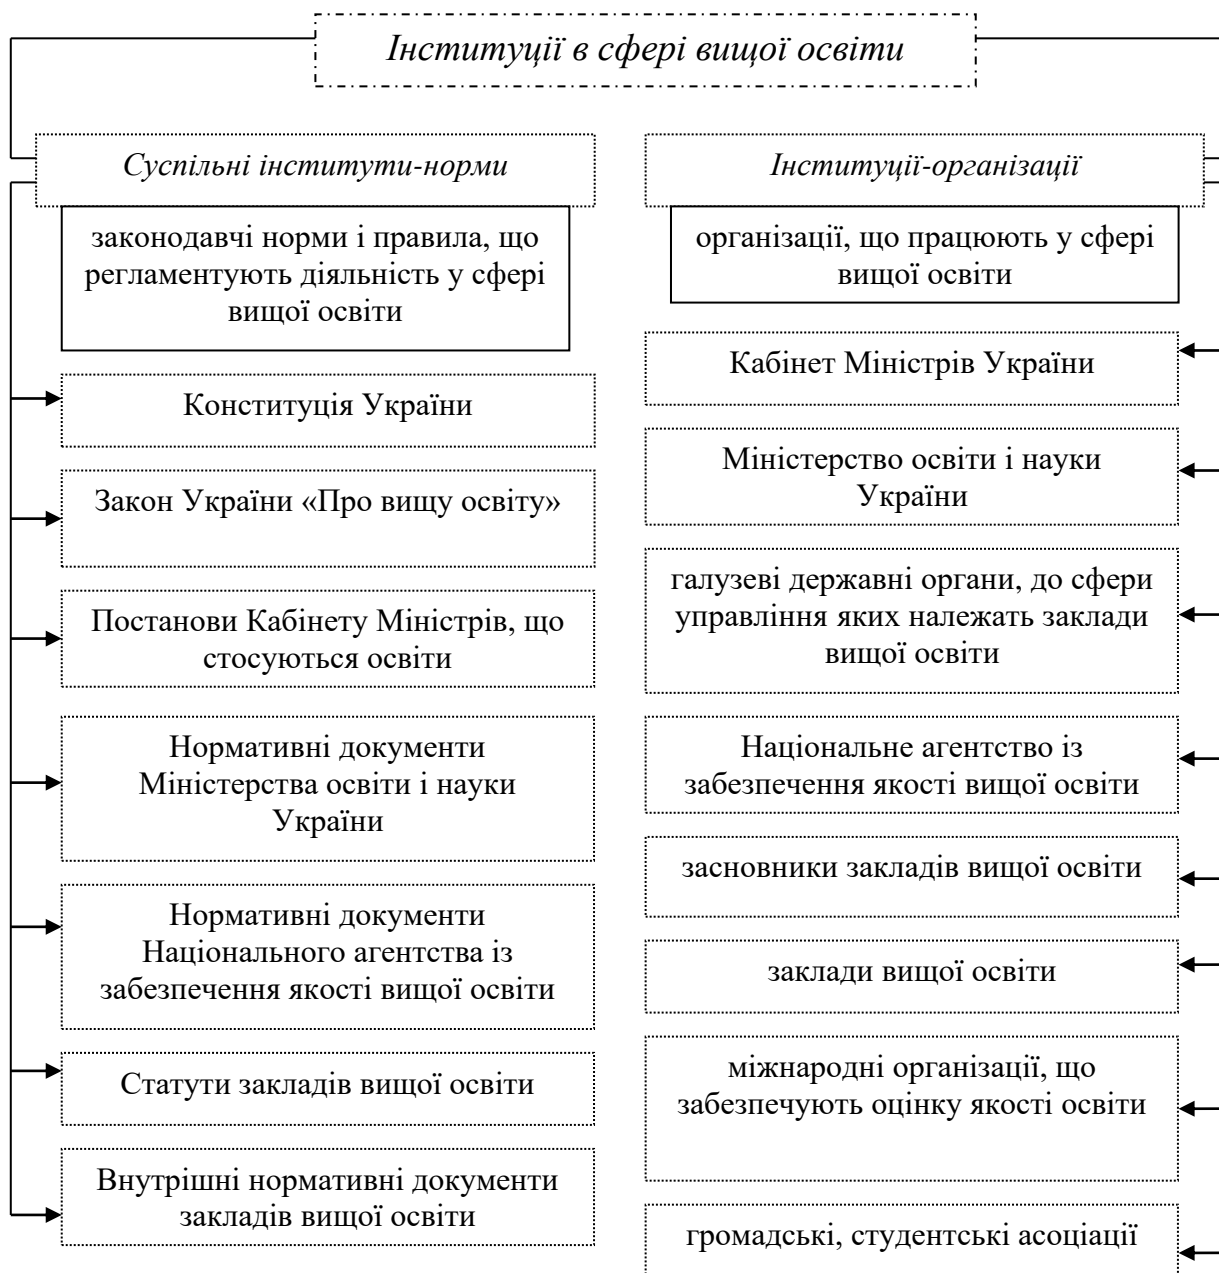 Інституції в сфері вищої освіти
Суспільні інститути-норми
законодавчі норми і правила, що
регламентують діяльність у сфері
вищої освіти
Конституція України
Закон України «Про вищу освіту»
Постанови Кабінету Міністрів, що
стосуються освіти
Нормативні документи
Міністерства освіти і науки
України
Нормативні документи
Національного агентства із
забезпечення якості вищої освіти
Статути закладів вищої освіти
Внутрішні нормативні документи
закладів вищої освіти
Інституції-організації
організації, що працюють у сфері
вищої освіти
Кабінет Міністрів України
Міністерство освіти і науки
України
галузеві державні органи, до сфери
управління яких належать заклади
вищої освіти
Національне агентство із
забезпечення якості вищої освіти
засновники закладів вищої освіти
заклади вищої освіти
міжнародні організації, що
забезпечують оцінку якості освіти
громадські, студентські асоціації